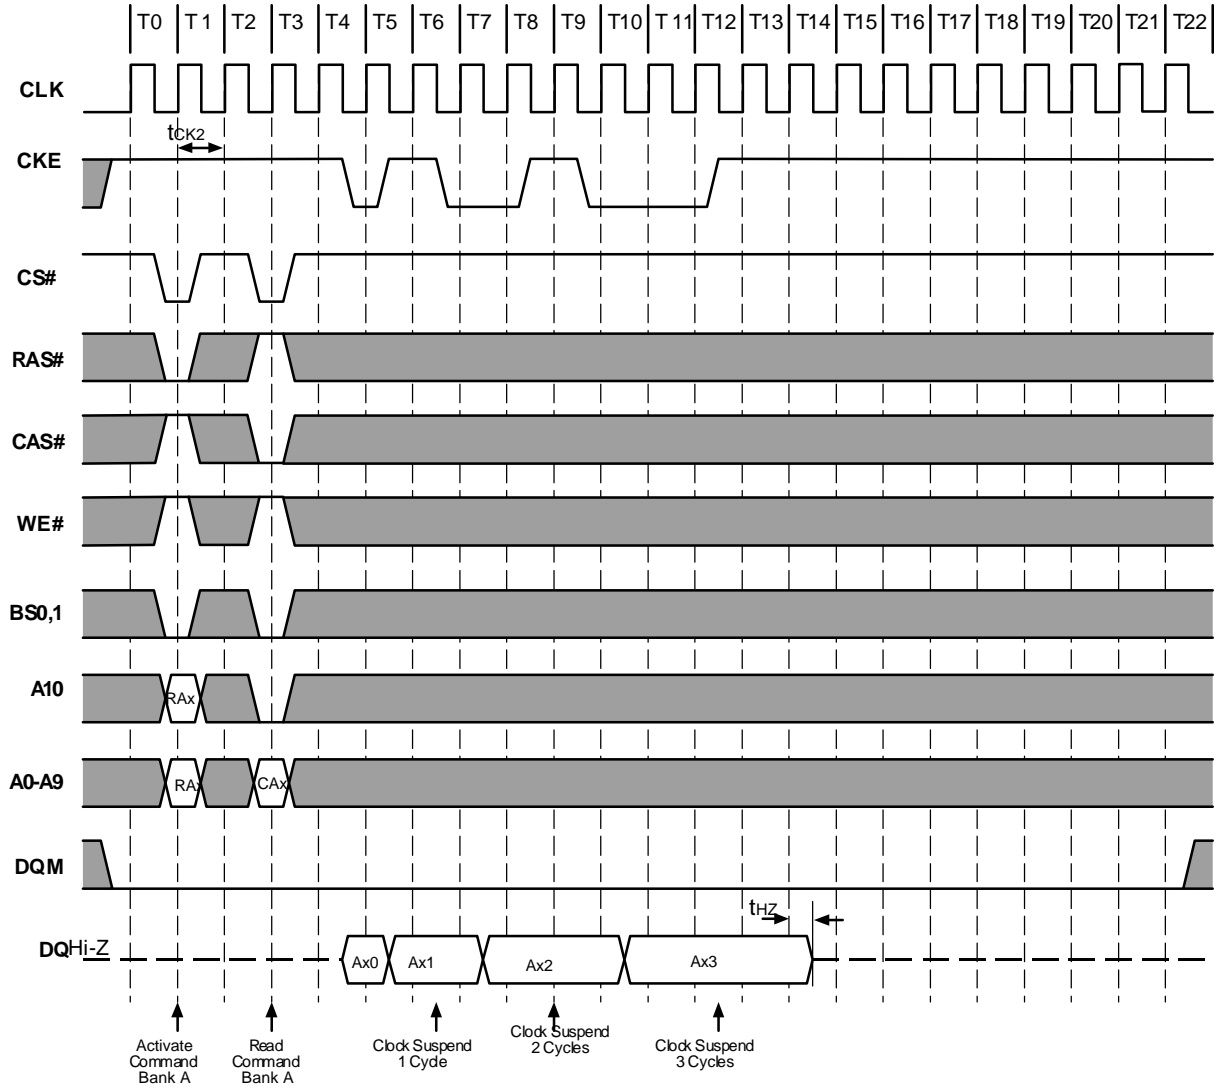 T0 T 1 T2 T3 T4 T5 T6 T7 T8 T9 T10 T 11 T12 T13 T14 T15 T16 T17 T18 T19 T20 T21 T22
CLK
tCK2
CKE
CS#
RAS#
CAS#
WE#
BS0,1
A10
RAx
A0-A9
RAx CAx
DQM
tHZ
DQ Hi-Z
Ax0 Ax1 Ax2 Ax3
Activate
Command
Bank A
Read
Command
Bank A
Clock Suspend
1 Cycle
Clock Suspend
2 Cycles
Clock Suspend
3 Cycles